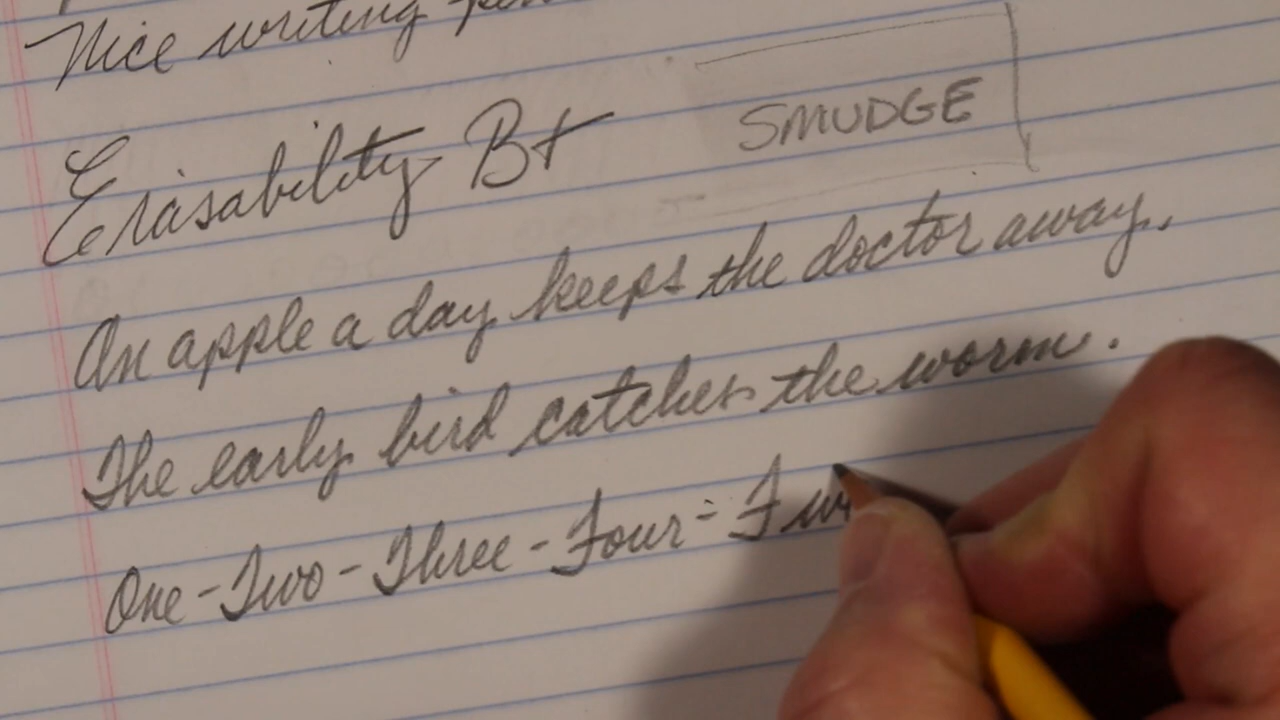 Nice writing
Erasability B+
SMUDGE
An apple a day keeps the doctor away.
The early bird catches the worm.
One-Two-Three-Four-